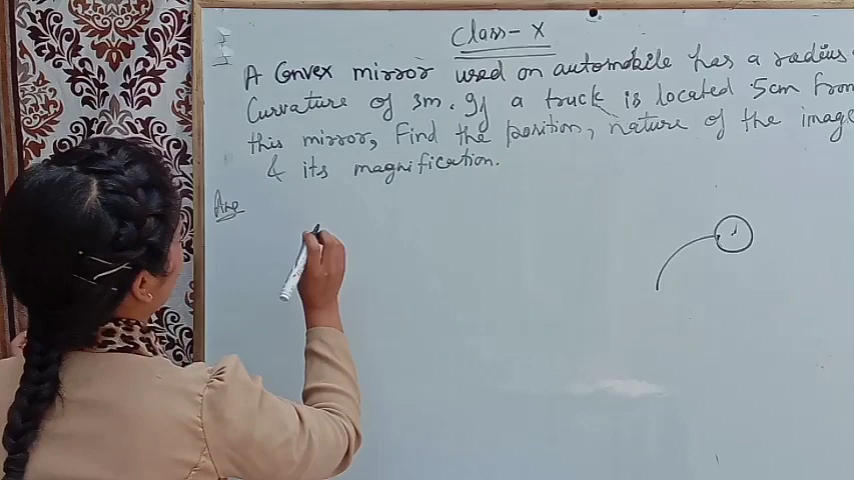 Class - X
A Convex mirror used on automobile has a radius
Curvature of 3m. If a truck is located 5cm from
this mirror, Find the position, nature of the image
& its magnification.
Ans